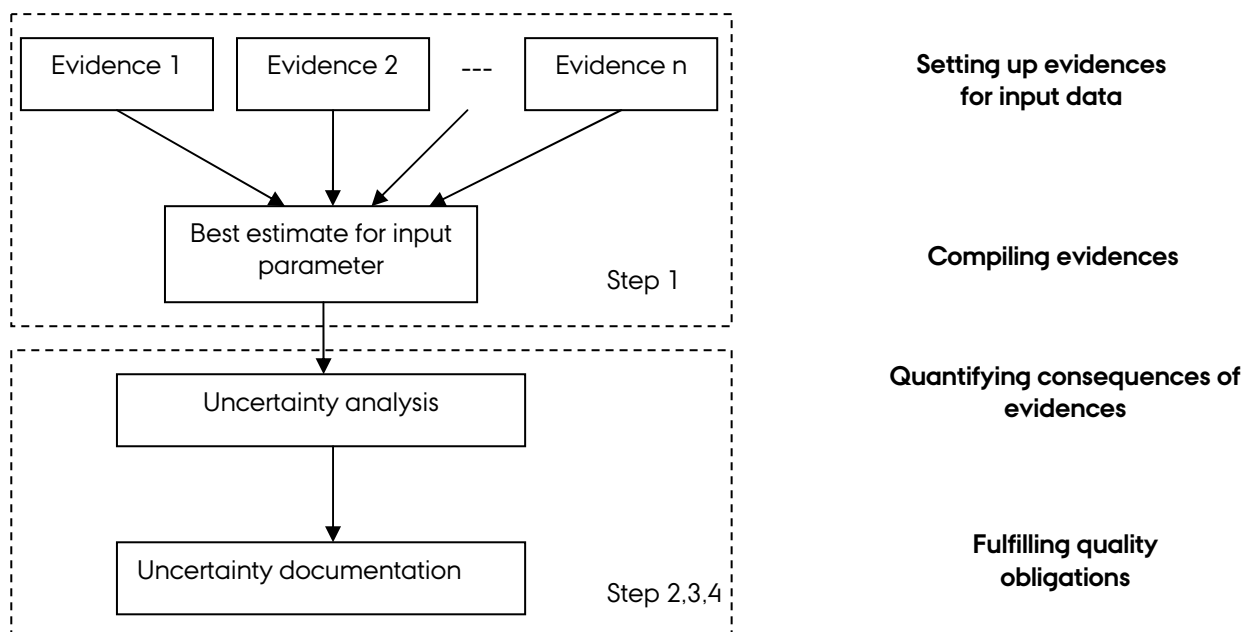 Evidence 1
Evidence 2
---
Evidence n
Setting up evidences
for input data
Best estimate for input
parameter
Step 1
Compiling evidences
Uncertainty analysis
Quantifying consequences of
evidences
Uncertainty documentation
Step 2,3,4
Fulfilling quality
obligations